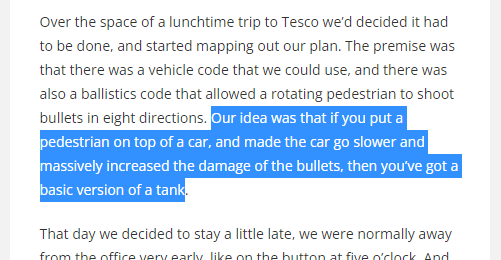 Over the space of a lunchtime trip to Tesco we’d decided it had
to be done, and started mapping out our plan. The premise was
that there was a vehicle code that we could use, and there was
also a ballistics code that allowed a rotating pedestrian to shoot
bullets in eight directions. Our idea was that if you put a
pedestrian on top of a car, and made the car go slower and
massively increased the damage of the bullets, then you’ve got a
basic version of a tank.
That day we decided to stay a little late, we were normally away
from the office very early, like on the button at five o’clock. And